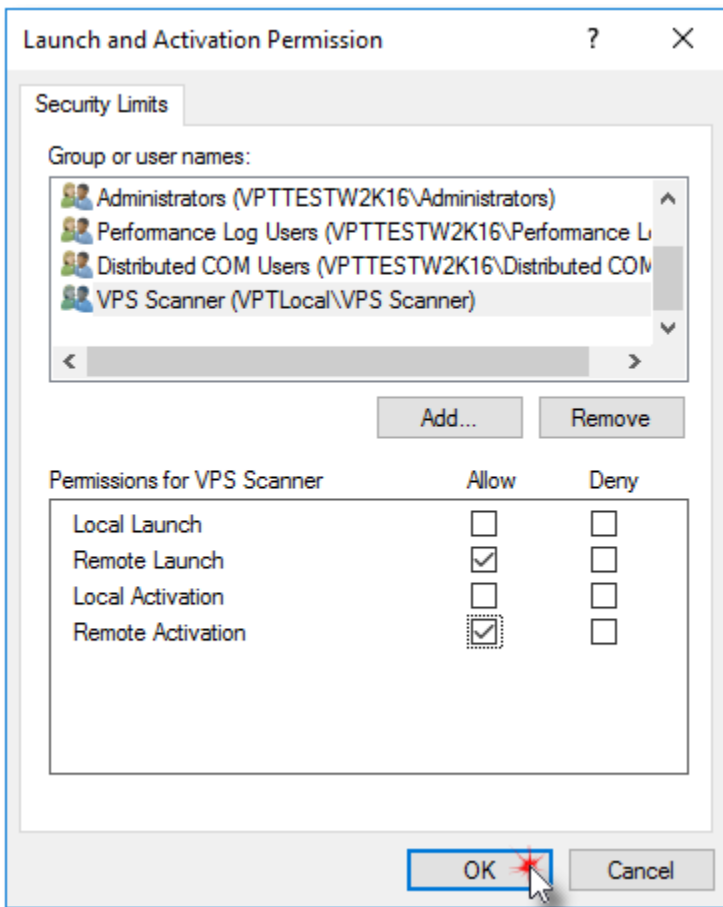 Launch and Activation Permission
Security Limits
Group or user names:
Administrators (VPTTESTW2K16\Administrators)
Performance Log Users (VPTTESTW2K16\Performance L
Distributed COM Users (VPTTESTW2K16\Distributed COM
VPS Scanner (VPTLocal\VPS Scanner)
Add... Remove
Permissions for VPS Scanner Allow Deny
Local Launch
Remote Launch
Local Activation
Remote Activation
OK Cancel